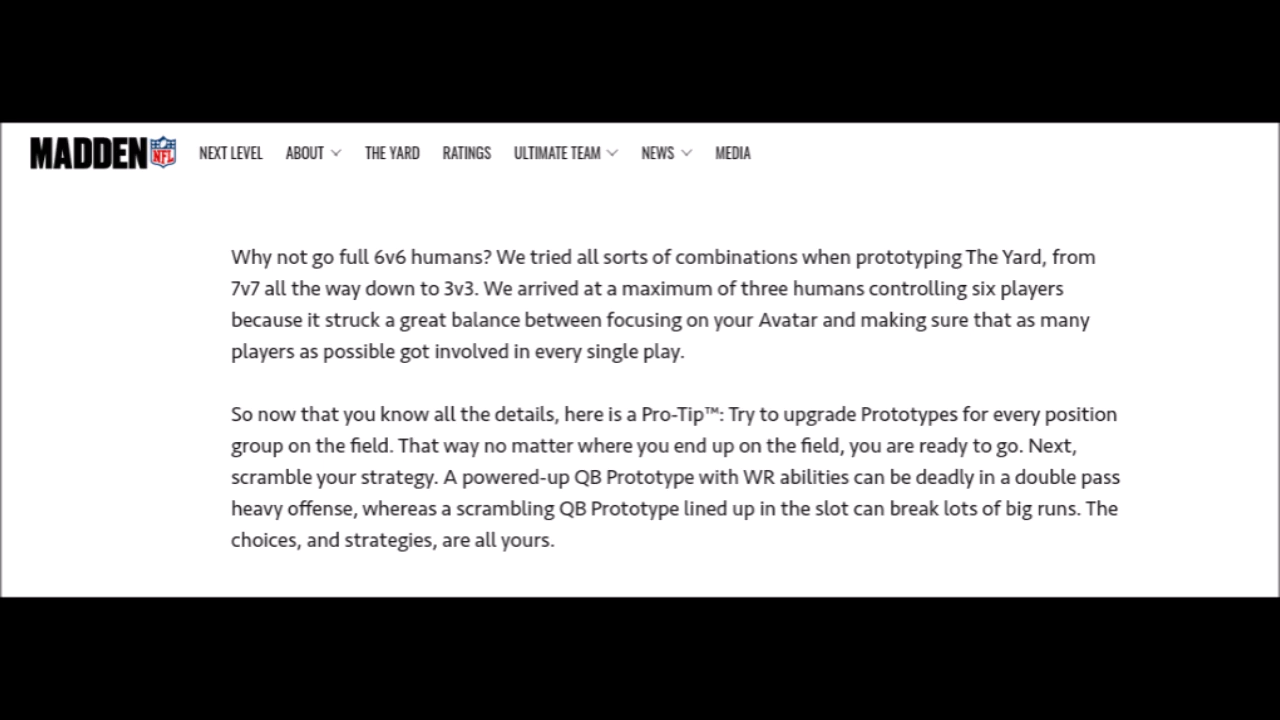 MADDEN NFL NEXT LEVEL ABOUT THE YARD RATINGS ULTIMATE TEAM NEWS MEDIA
Why not go full 6v6 humans? We tried all sorts of combinations when prototyping The Yard, from
7v7 all the way down to 3v3. We arrived at a maximum of three humans controlling six players
because it struck a great balance between focusing on your Avatar and making sure that as many
players as possible got involved in every single play.
So now that you know all the details, here is a Pro-Tip™: Try to upgrade Prototypes for every position
group on the field. That way no matter where you end up on the field, you are ready to go. Next,
scramble your strategy. A powered-up QB Prototype with WR abilities can be deadly in a double pass
heavy offense, whereas a scrambling QB Prototype lined up in the slot can break lots of big runs. The
choices, and strategies, are all yours.